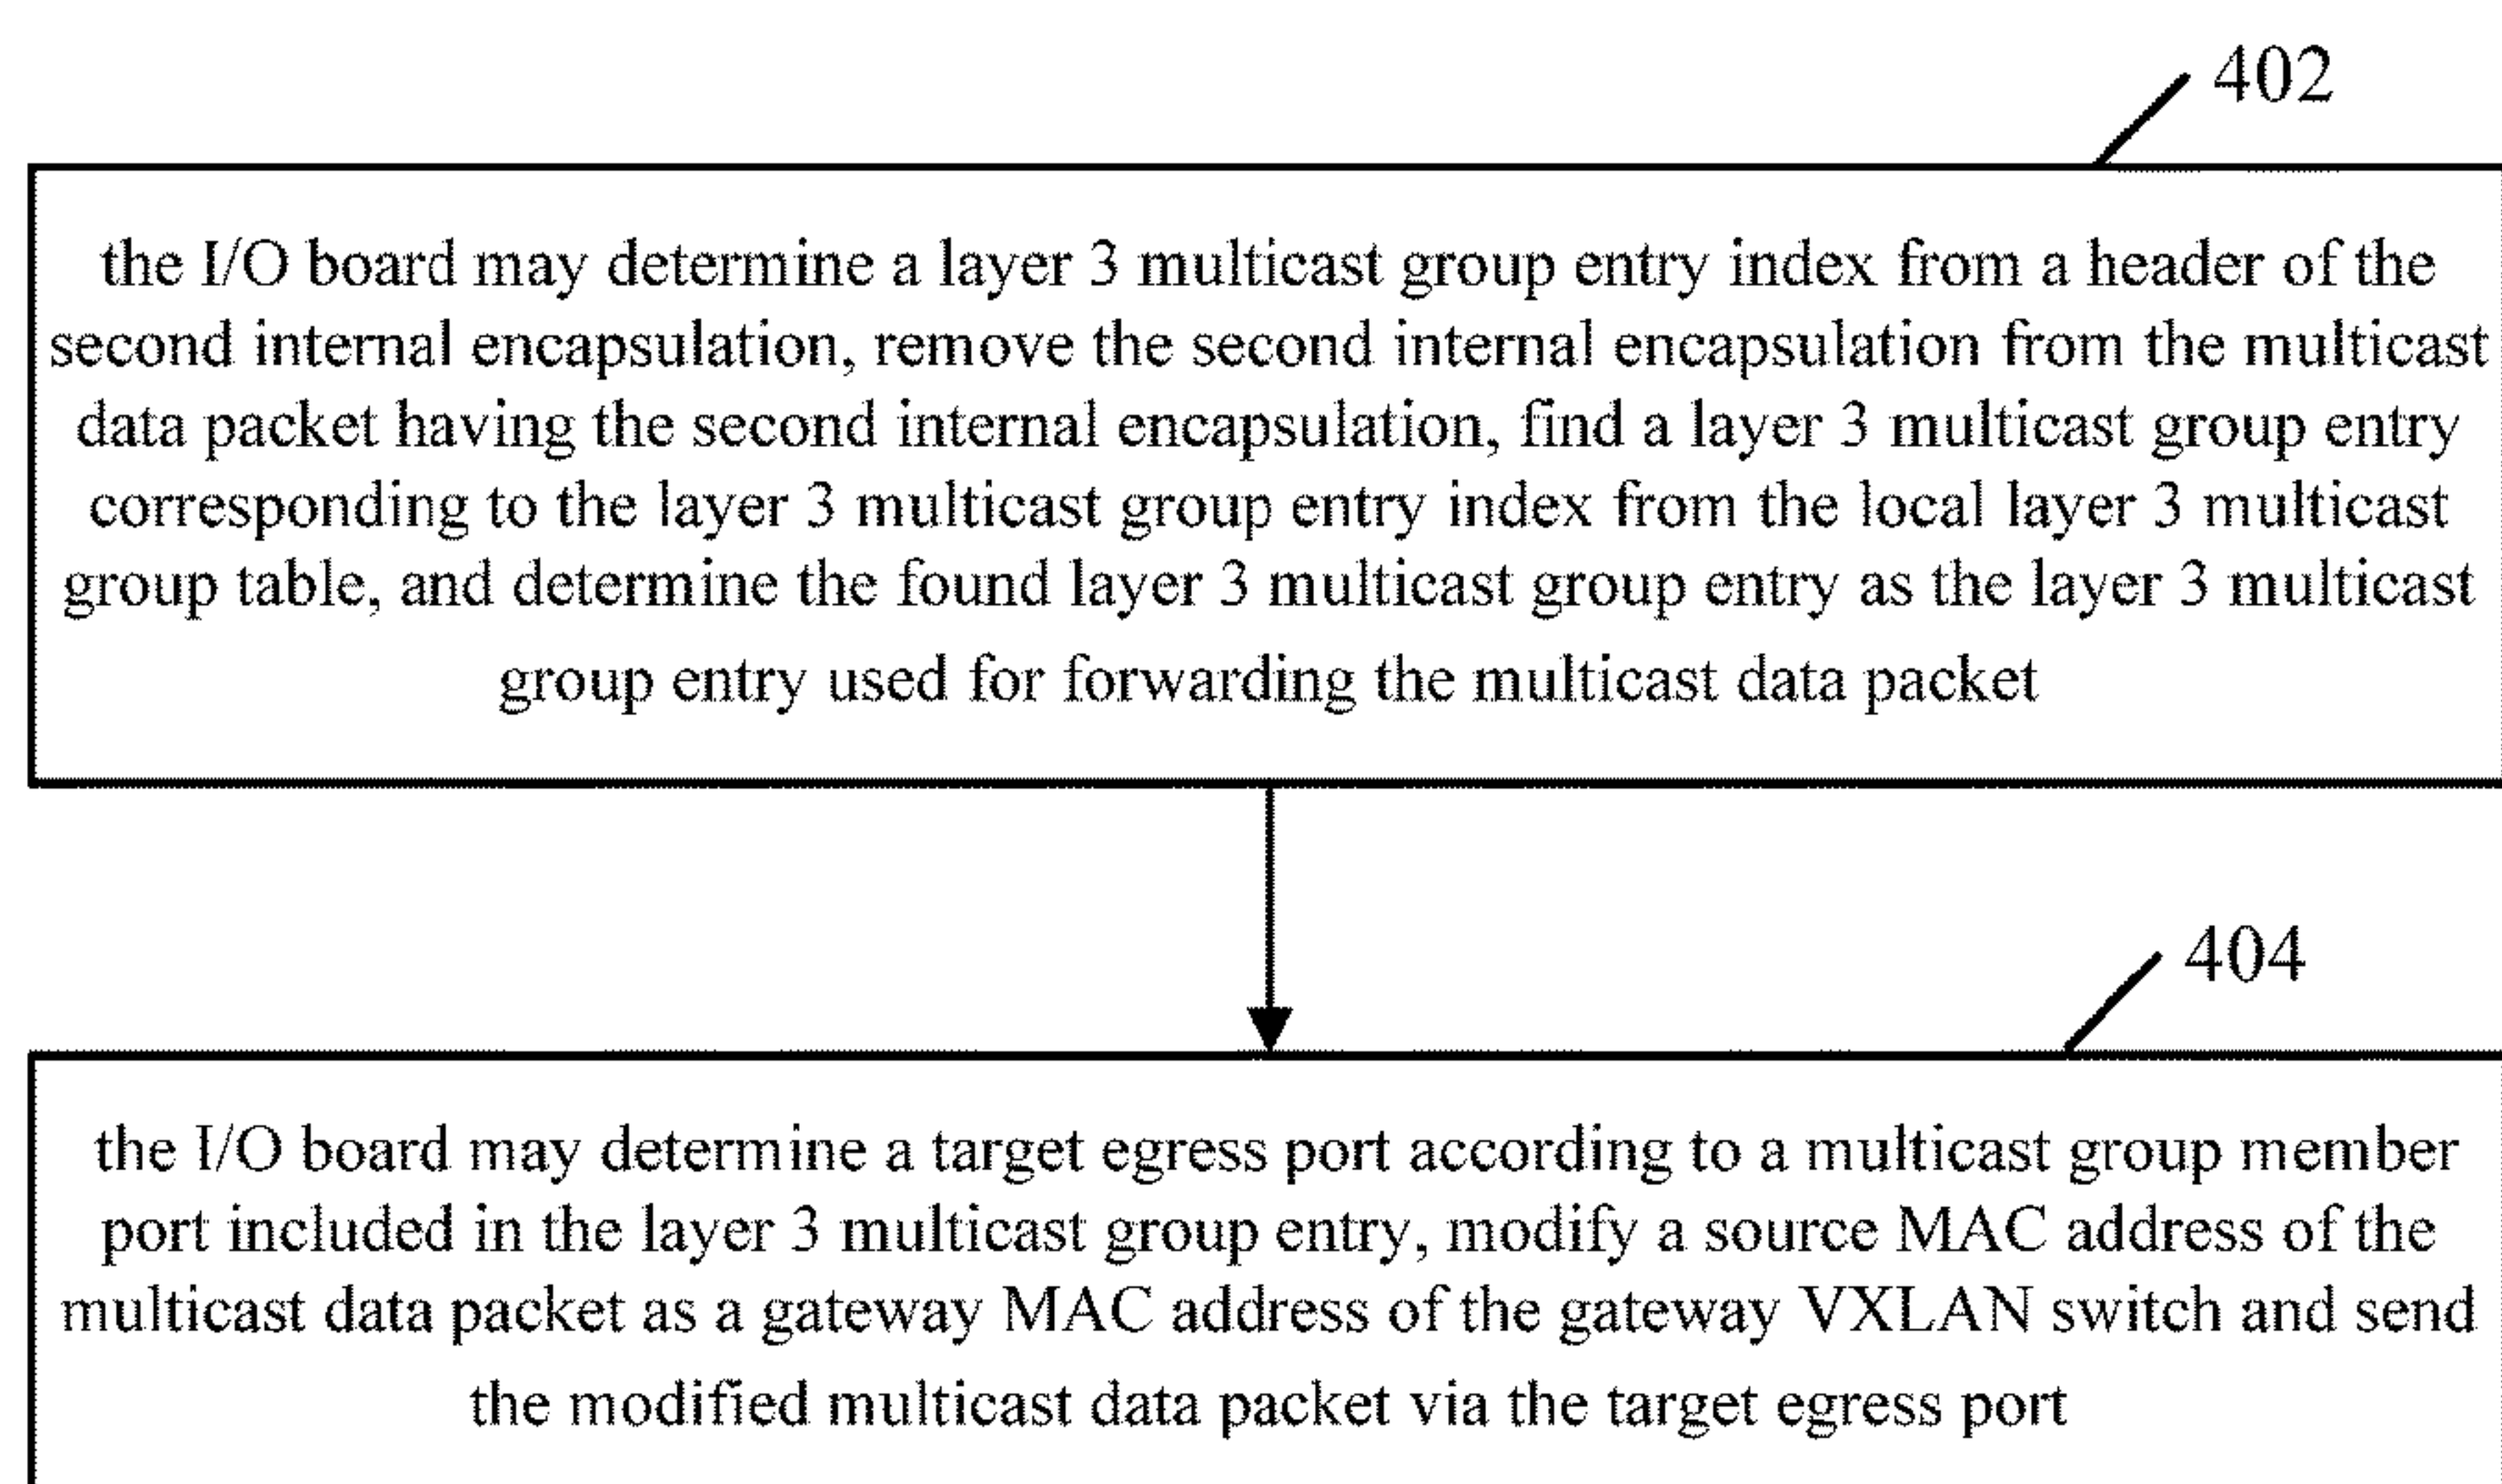 402
the I/O board may determine a layer 3 multicast group entry index from a header of the
second internal encapsulation, remove the second internal encapsulation from the multicast
data packet having the second internal encapsulation, find a layer 3 multicast group entry
corresponding to the layer 3 multicast group entry index from the local layer 3 multicast
group table, and determine the found layer 3 multicast group entry as the layer 3 multicast
group entry used for forwarding the multicast data packet
404
the I/O board may determine a target egress port according to a multicast group member
port included in the layer 3 multicast group entry, modify a source MAC address of the
multicast data packet as a gateway MAC address of the gateway VXLAN switch and send
the modified multicast data packet via the target egress port